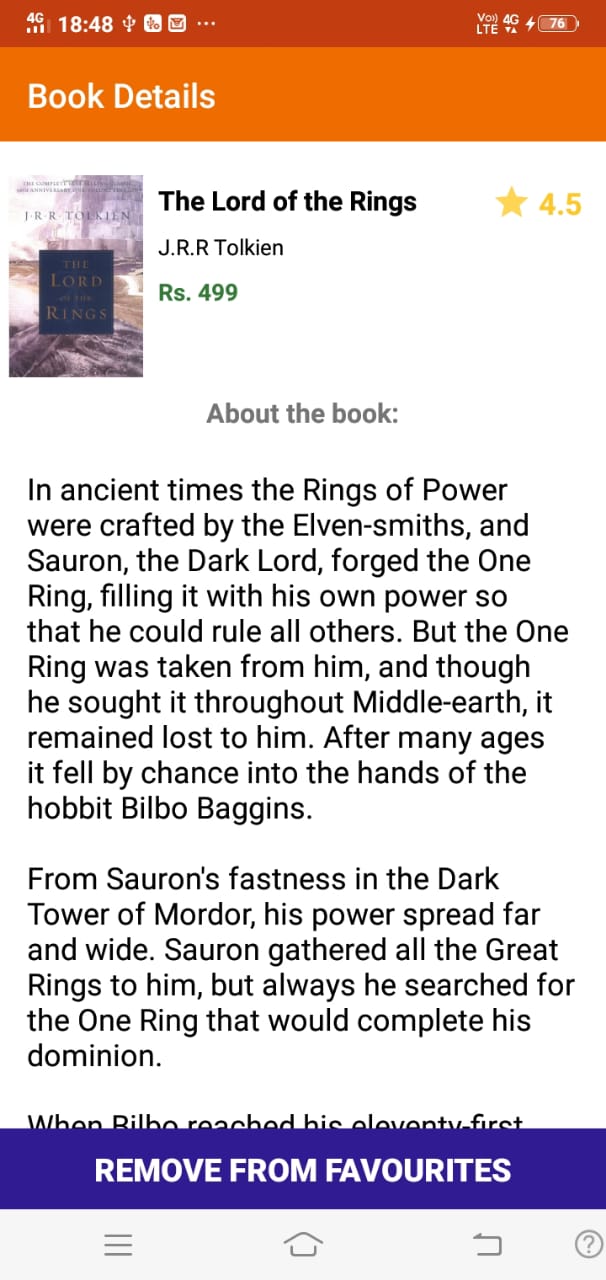 4G 18:48 ... Vo) 4G 76
LTE
Book Details
J·R·R·TOLKIEN
THE
LORD
OF THE
RINGS
The Lord of the Rings
4.5
J.R.R Tolkien
Rs. 499
About the book:
In ancient times the Rings of Power
were crafted by the Elven-smiths, and
Sauron, the Dark Lord, forged the One
Ring, filling it with his own power so
that he could rule all others. But the One
Ring was taken from him, and though
he sought it throughout Middle-earth, it
remained lost to him. After many ages
it fell by chance into the hands of the
hobbit Bilbo Baggins.
From Sauron's fastness in the Dark
Tower of Mordor, his power spread far
and wide. Sauron gathered all the Great
Rings to him, but always he searched for
the One Ring that would complete his
dominion.
When Bilbo reached his eleventy-first
REMOVE FROM FAVOURITES
?